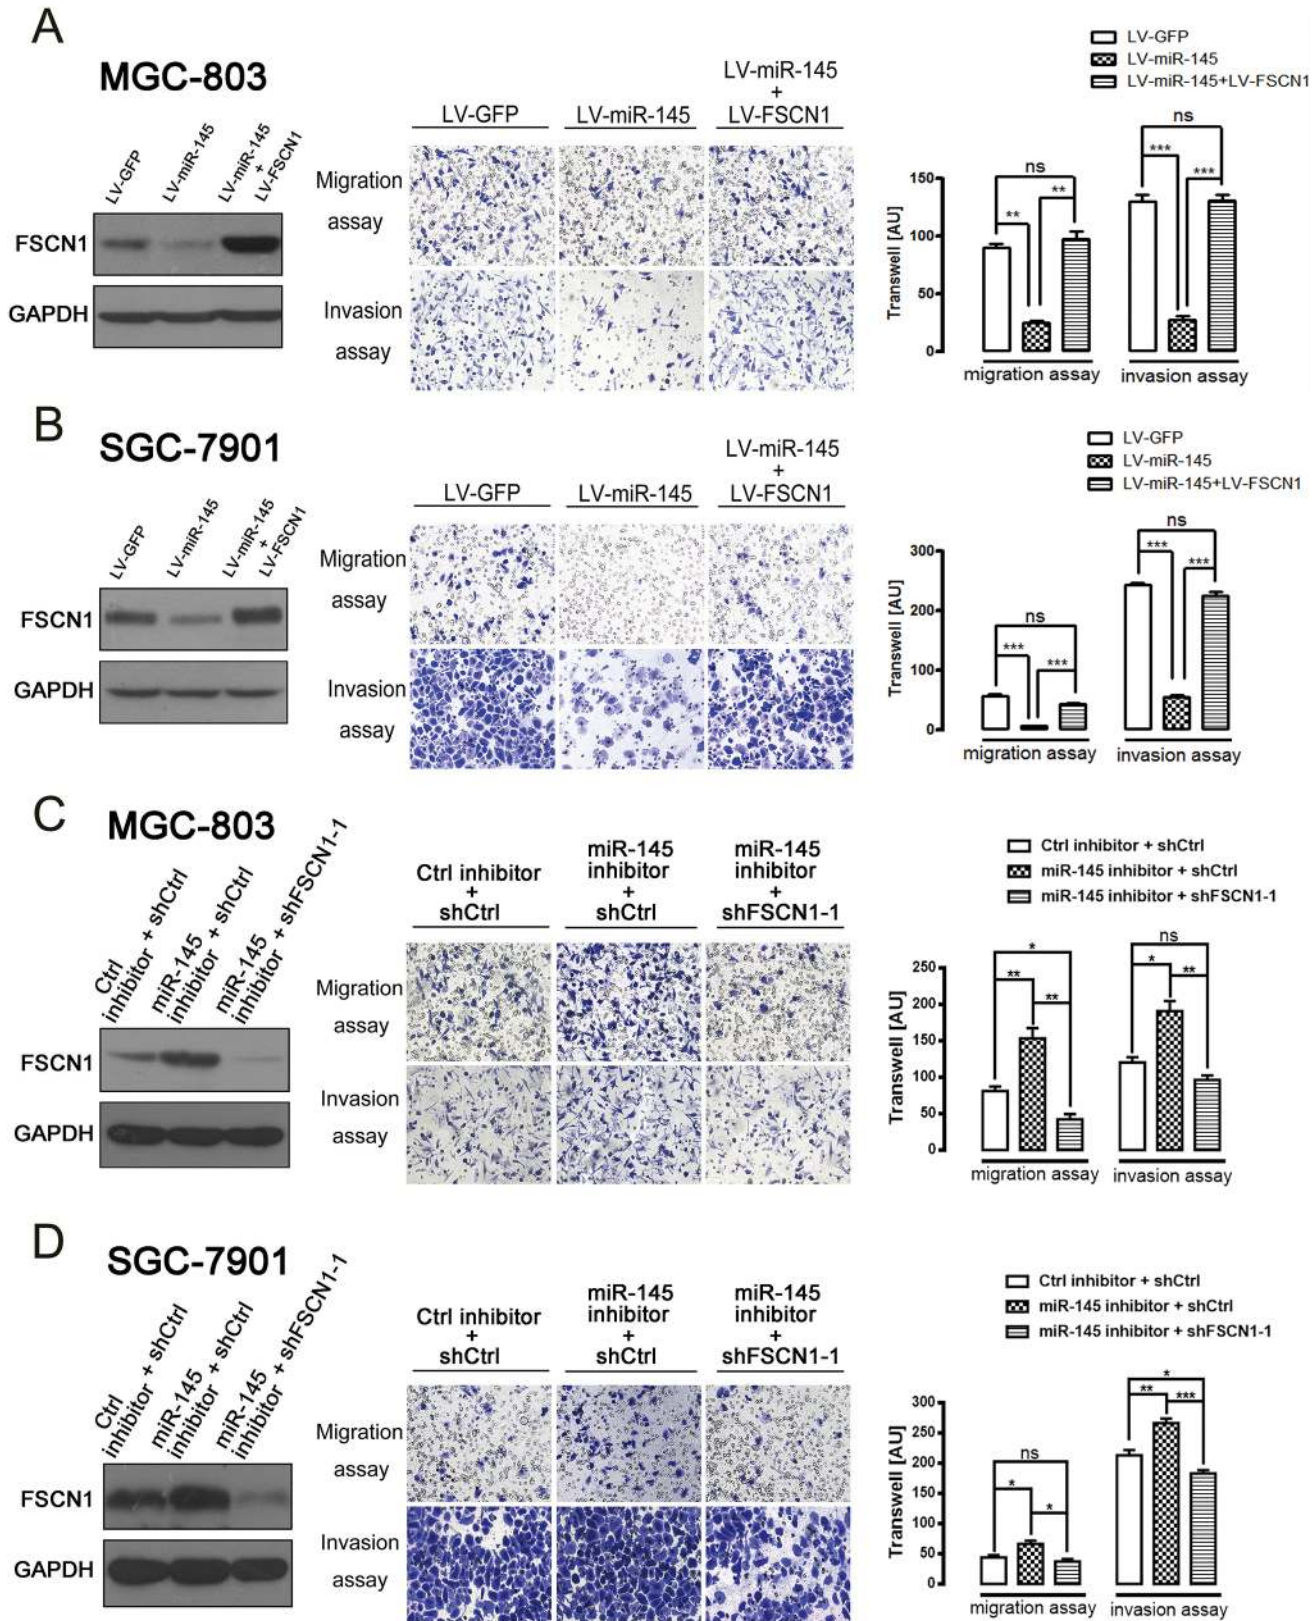 A
MGC-803
LV-GFP
LV-miR-145
LV-miR-145
+
LV-FSCN1
FSCN1
GAPDH
LV-GFP
LV-miR-145
LV-miR-145
+
LV-FSCN1
Migration
assay
Invasion
assay
LV-GFP
LV-miR-145
LV-miR-145+LV-FSCN1
Transwell [AU]
150
100
50
0
ns
**
**
ns
***
***
migration assay
invasion assay
B
SGC-7901
LV-GFP
LV-miR-145
LV-miR-145
+
LV-FSCN1
FSCN1
GAPDH
LV-GFP
LV-miR-145
LV-miR-145
+
LV-FSCN1
Migration
assay
Invasion
assay
LV-GFP
LV-miR-145
LV-miR-145+LV-FSCN1
Transwell [AU]
300
200
100
0
ns
***
***
ns
***
***
migration assay
invasion assay
C
MGC-803
Ctrl
inhibitor + shCtrl
miR-145
inhibitor + shCtrl
miR-145
inhibitor + shFSCN1-1
FSCN1
GAPDH
Ctrl inhibitor
+
shCtrl
miR-145
inhibitor
+
shCtrl
miR-145
inhibitor
+
shFSCN1-1
Migration
assay
Invasion
assay
Ctrl inhibitor + shCtrl
miR-145 inhibitor + shCtrl
miR-145 inhibitor + shFSCN1-1
Transwell [AU]
250
200
150
100
50
0
*
**
**
ns
*
**
migration assay
invasion assay
D
SGC-7901
Ctrl
inhibitor + shCtrl
miR-145
inhibitor + shCtrl
miR-145
inhibitor + shFSCN1-1
FSCN1
GAPDH
Ctrl inhibitor
+
shCtrl
miR-145
inhibitor
+
shCtrl
miR-145
inhibitor
+
shFSCN1-1
Migration
assay
Invasion
assay
Ctrl inhibitor + shCtrl
miR-145 inhibitor + shCtrl
miR-145 inhibitor + shFSCN1-1
Transwell [AU]
300
250
200
150
100
50
0
ns
*
*
*
**
***
migration assay
invasion assay